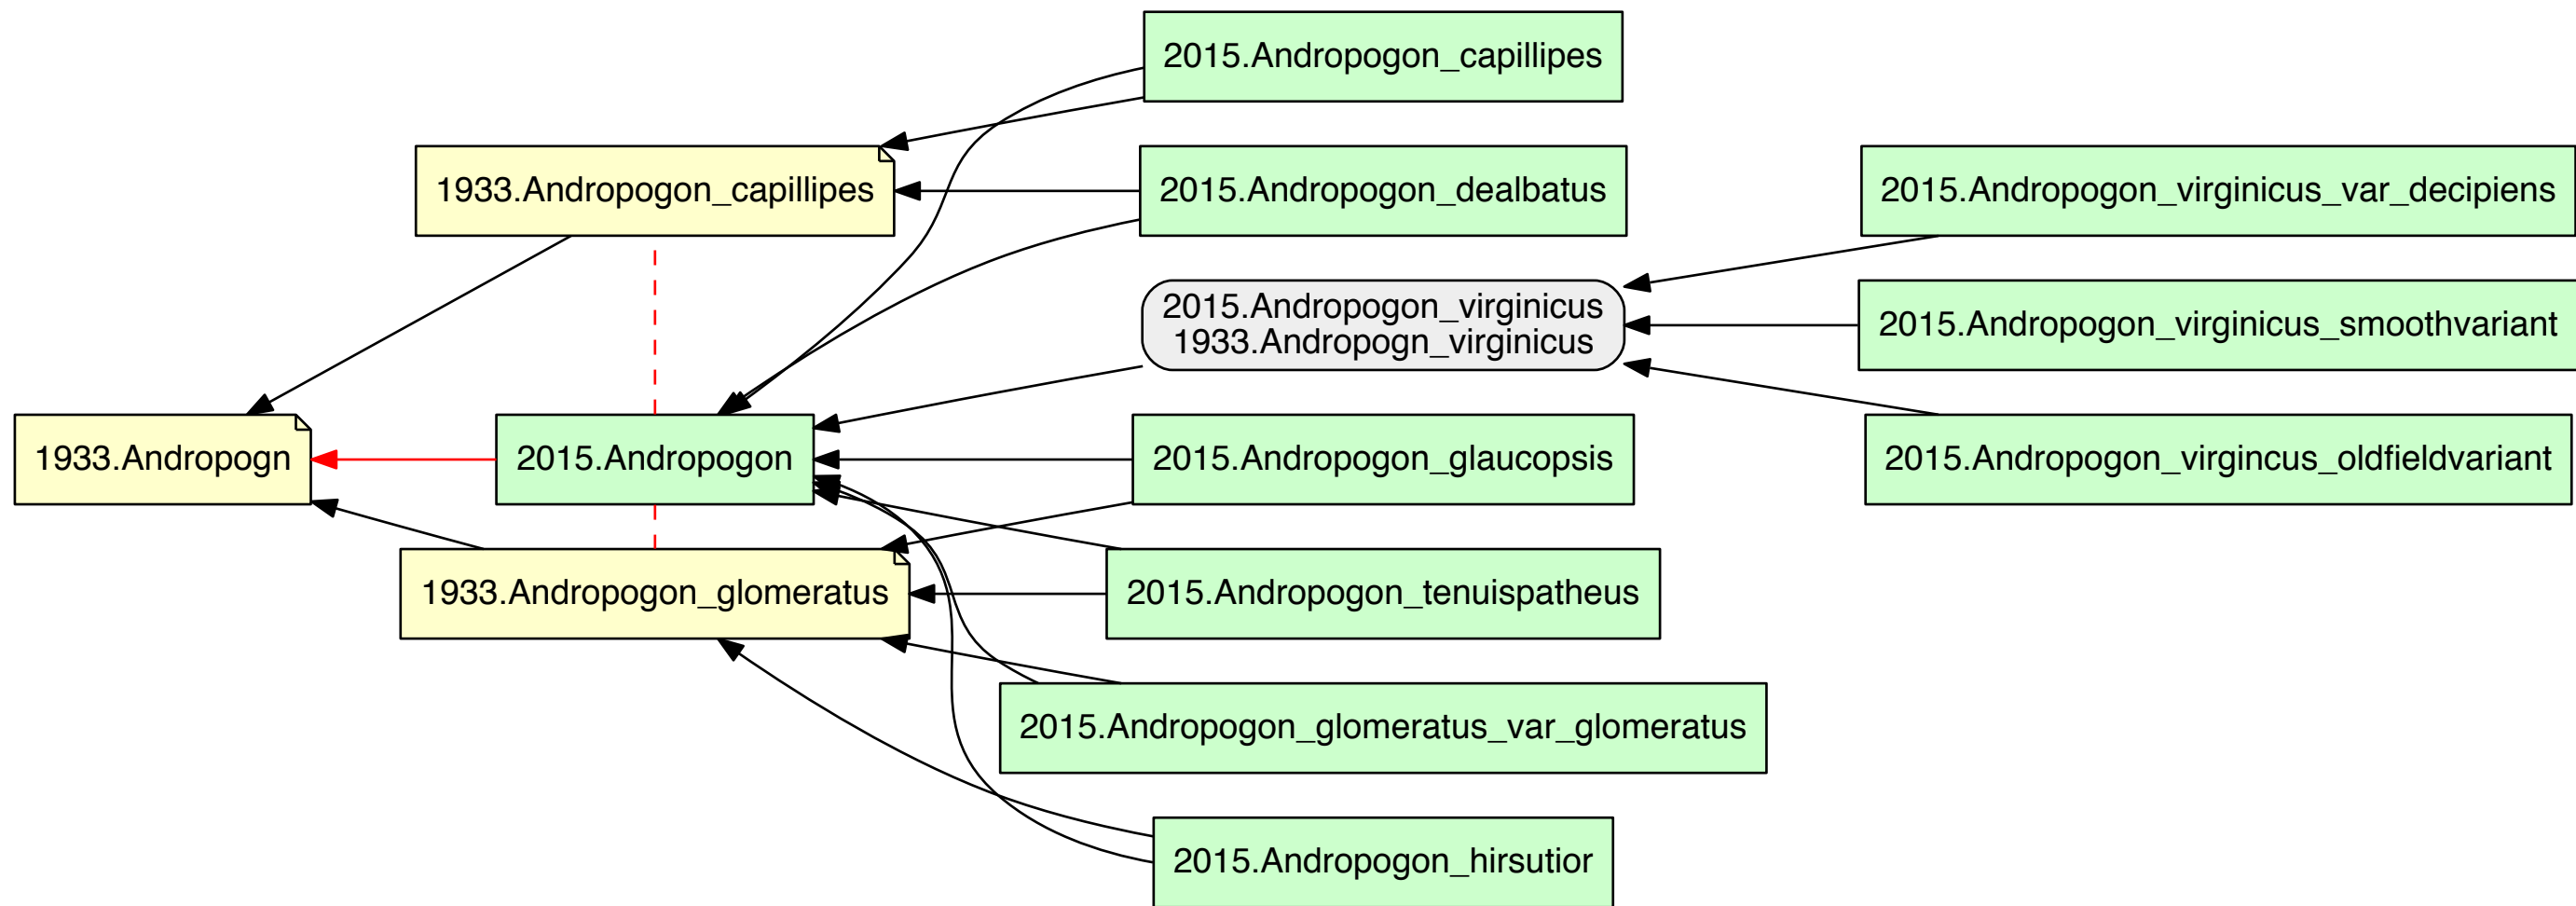 2015.Andropogon_capillipes
1933.Andropogon_capillipes
2015.Andropogon_dealbatus
2015.Andropogon_virginicus_var_decipiens
2015.Andropogon_virginicus
1933.Andropogn_virginicus
2015.Andropogon_virginicus_smoothvariant
1933.Andropogn
2015.Andropogon
2015.Andropogon_glaucopsis
2015.Andropogon_virgincus_oldfieldvariant
1933.Andropogon_glomeratus
2015.Andropogon_tenuispatheus
2015.Andropogon_glomeratus_var_glomeratus
2015.Andropogon_hirsutior